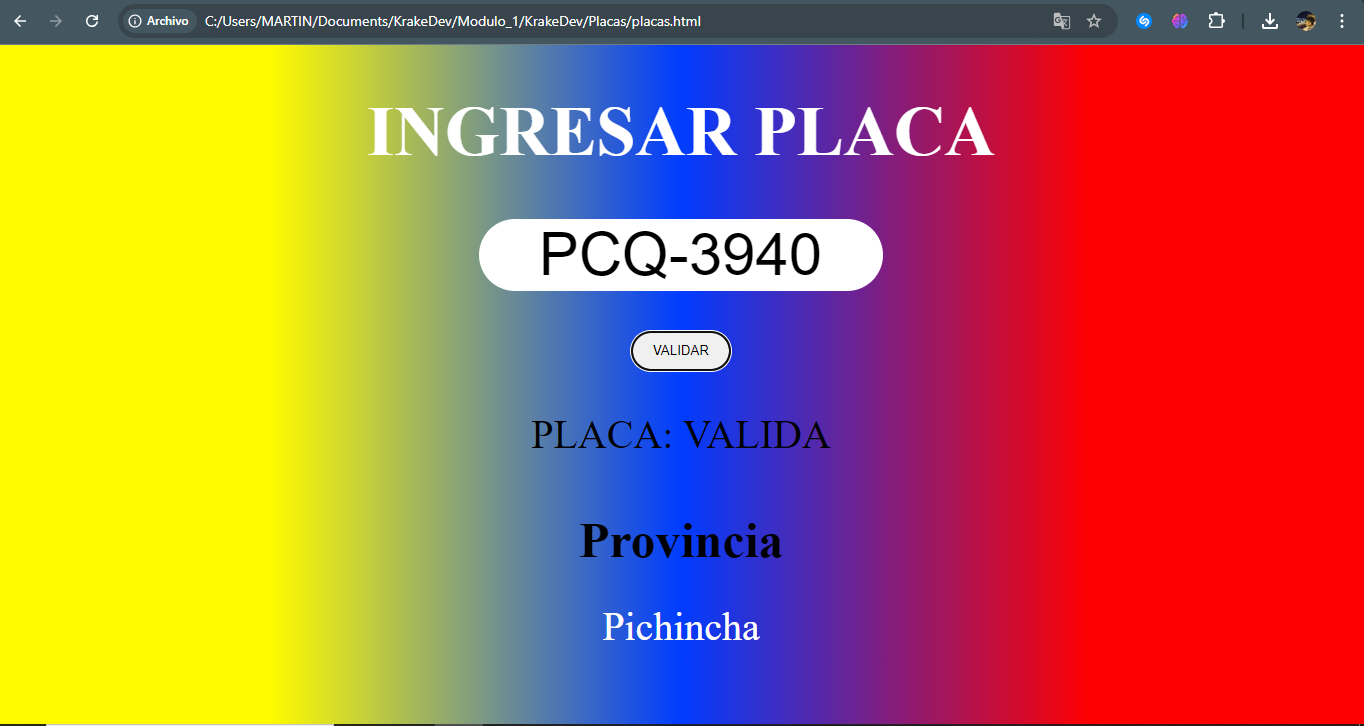 Archivo
C:/Users/MARTIN/Documents/KrakeDev/Modulo_1/KrakeDev/Placas/placas.html
INGRESAR PLACA
PCQ-3940
VALIDAR
PLACA: VALIDA
Provincia
Pichincha